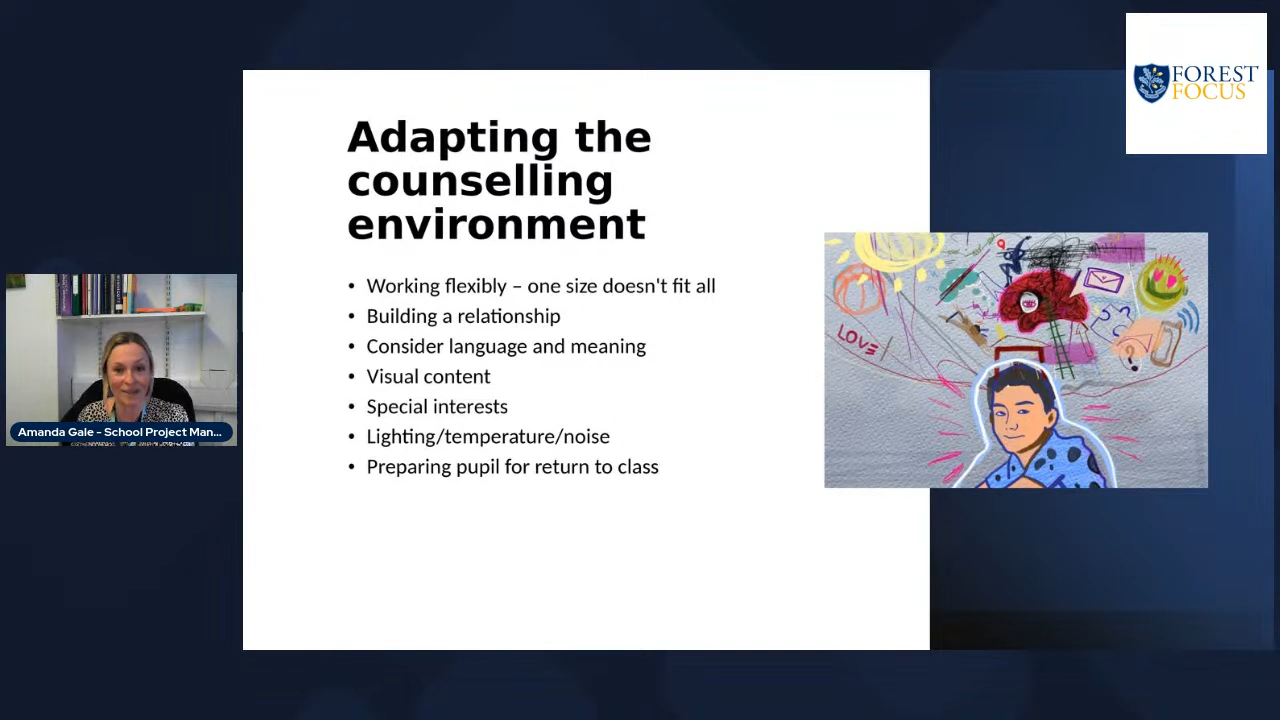 FOREST
FOCUS
Adapting the
counselling
environment
• Working flexibly – one size doesn't fit all
• Building a relationship
• Consider language and meaning
• Visual content
• Special interests
• Lighting/temperature/noise
• Preparing pupil for return to class
LOVE
?
Amanda Gale – School Project Man...